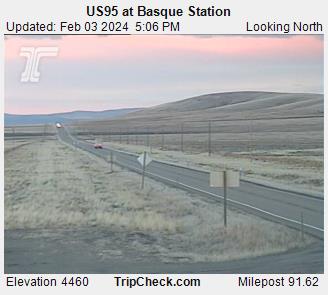 US95 at Basque Station
Updated: Feb 03 2024 5:06 PM Looking North
Elevation 4460 TripCheck.com Milepost 91.62